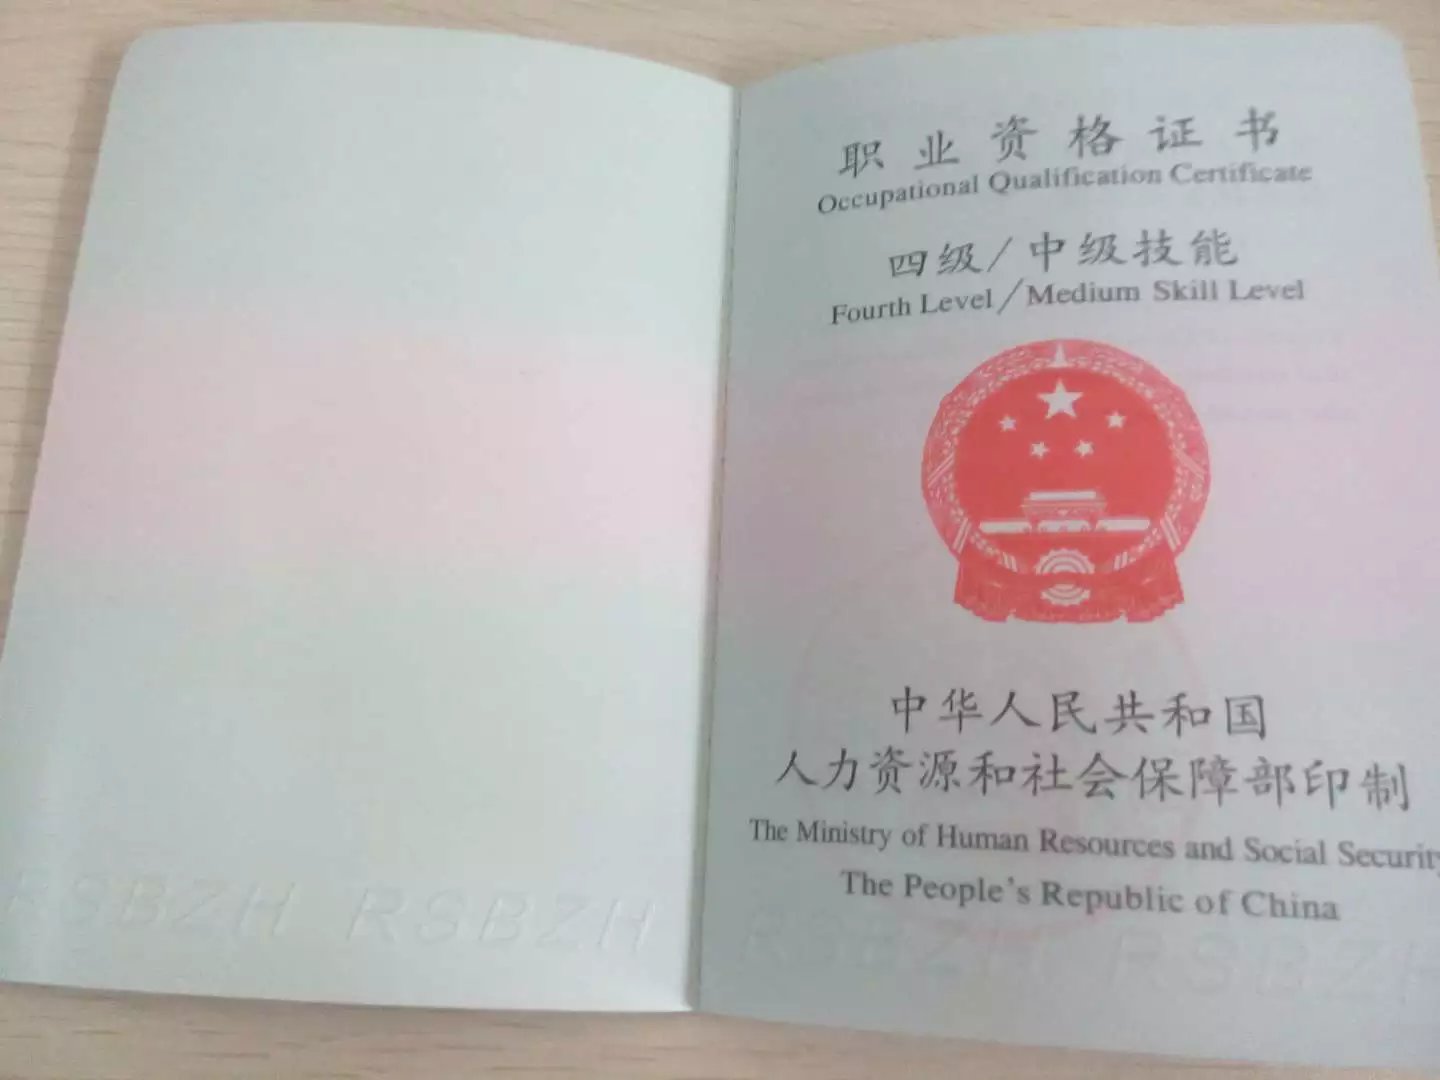 职业资格证书
Occupational Qualification Certificate
四级/中级技能
Fourth Level/Medium Skill Level
中华人民共和国
人力资源和社会保障部印制
The Ministry of Human Resources and Social Security
The People's Republic of China
RSBZH RSBZH RSBZH RSBZH